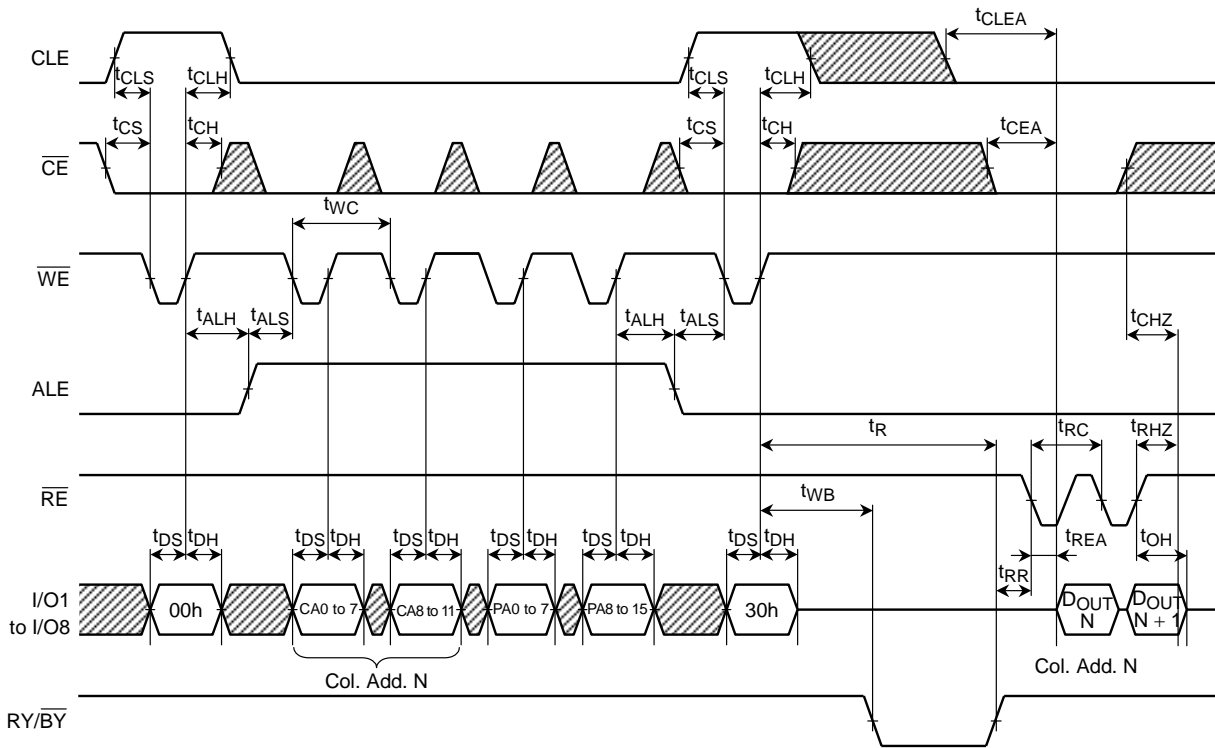 tCLEA
CLE
tCLS tCLH tCLS tCLH
tCS tCH tCS tCH tCEA
CE
tWC
WE
tALH tALS tALH tALS tCHZ
ALE
tR tRC tRHZ
RE
tWB
tDS tDH tDS tDH tDS tDH tDS tDH tDS tDH tDS tDH tREA tOH
tRR
I/O1
to I/O8
00h CA0 to 7 CA8 to 11 PA0 to 7 PA8 to 15 30h
DOUT
N
DOUT
N + 1
Col. Add. N Col. Add. N
RY/BY